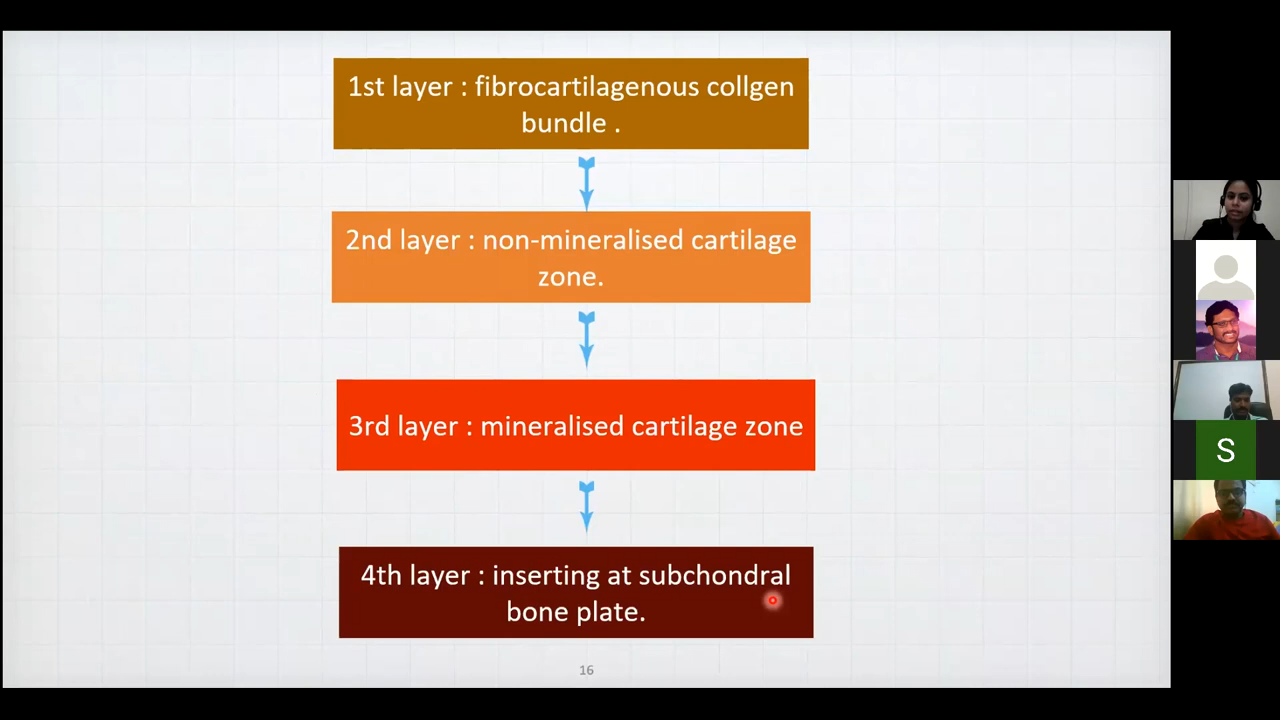 1st layer : fibrocartilagenous collgen
bundle .
2nd layer : non-mineralised cartilage
zone.
3rd layer : mineralised cartilage zone
4th layer : inserting at subchondral
bone plate.
16
S